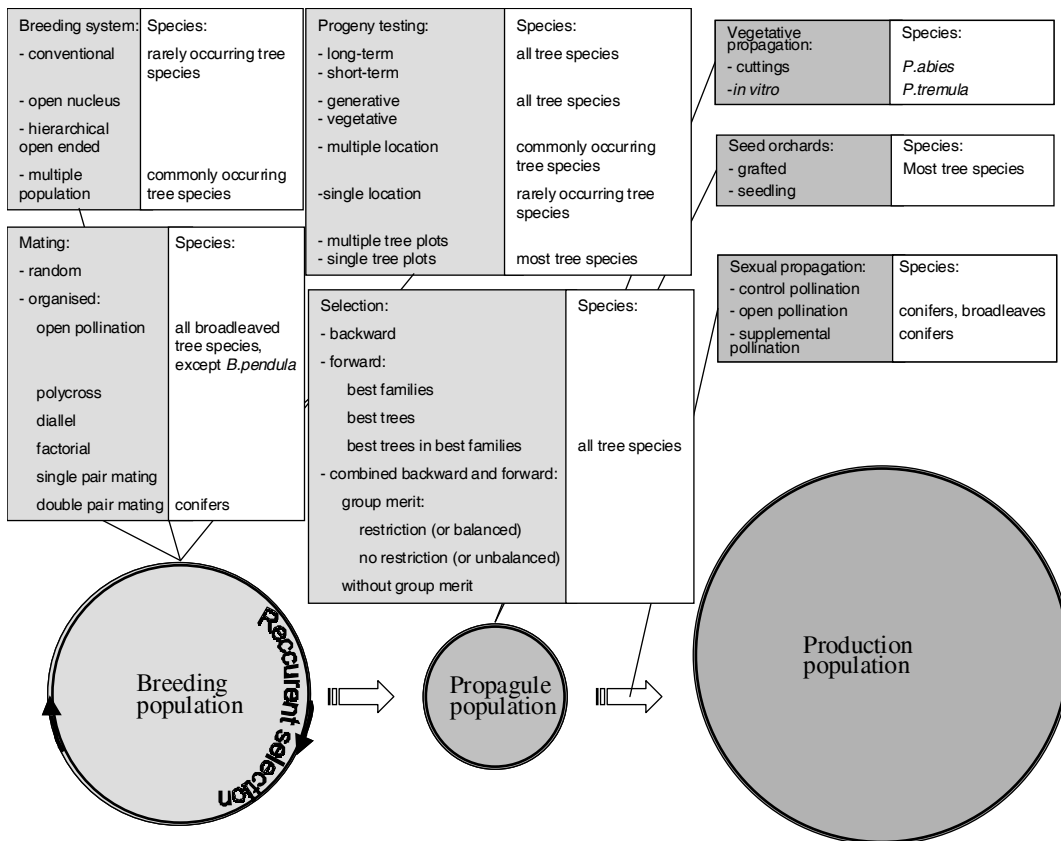 Breeding system:
- conventional
- open nucleus
- hierarchical
open ended
- multiple
population
Species:
rarely occurring tree
species
commonly occurring
tree species
Mating:
- random
- organised:
open pollination
polycross
diallel
factorial
single pair mating
double pair mating
Species:
all broadleaved
tree species,
except B.pendula
conifers
Progeny testing:
- long-term
- short-term
- generative
- vegetative
- multiple location
-single location
- multiple tree plots
- single tree plots
Species:
all tree species
all tree species
commonly occurring
tree species
rarely occurring tree
species
most tree species
Selection:
- backward
- forward:
best families
best trees
best trees in best families
- combined backward and forward:
group merit:
restriction (or balanced)
no restriction (or unbalanced)
without group merit
Species:
all tree species
Vegetative
propagation:
- cuttings
-in vitro
Species:
P.abies
P.tremula
Seed orchards:
- grafted
- seedling
Species:
Most tree species
Sexual propagation:
- control pollination
- open pollination
- supplemental
pollination
Species:
conifers, broadleaves
conifers
Breeding
population
Reccurent selection
Propagule
population
Production
population